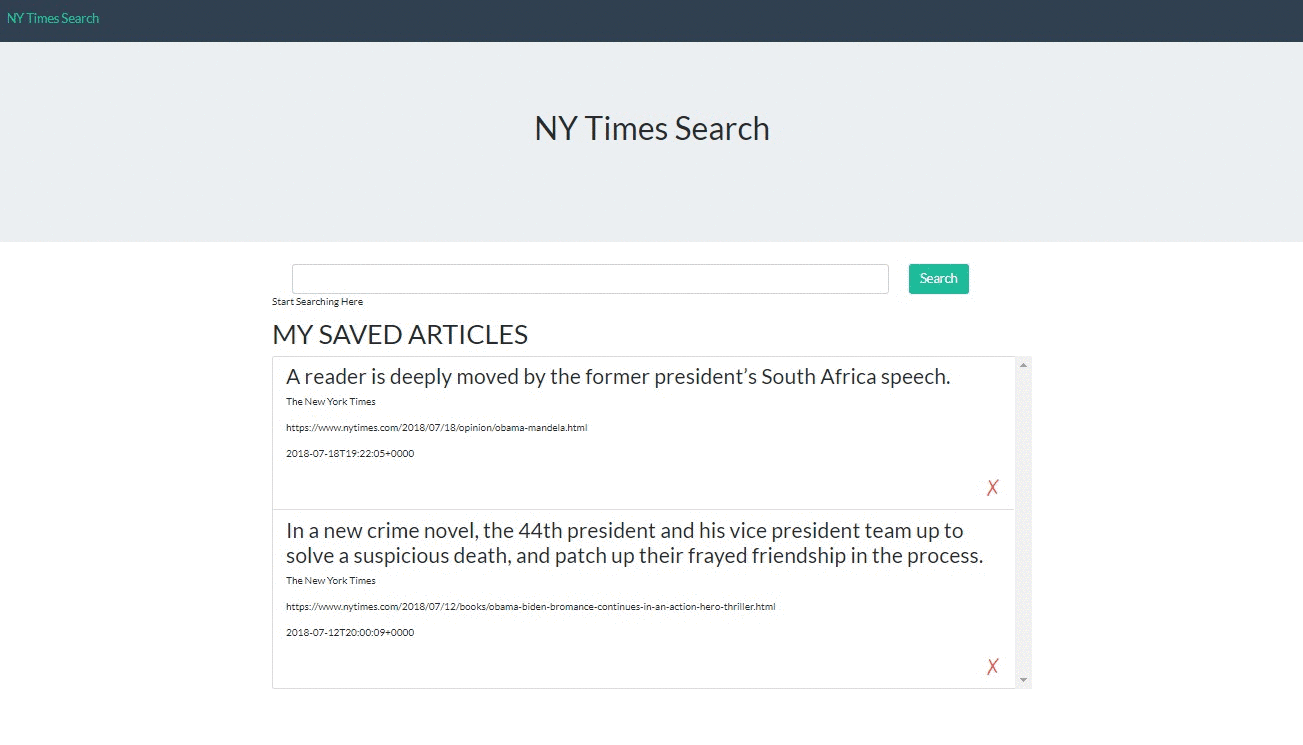 NY Times Search
NY Times Search
Search
Start Searching Here
MY SAVED ARTICLES
A reader is deeply moved by the former president’s South Africa speech.
The New York Times
https://www.nytimes.com/2018/07/18/opinion/obama-mandela.html
2018-07-18T19:22:05+0000
X
In a new crime novel, the 44th president and his vice president team up to
solve a suspicious death, and patch up their frayed friendship in the process.
The New York Times
https://www.nytimes.com/2018/07/12/books/obama-biden-bromance-continues-in-an-action-hero-thriller.html
2018-07-12T20:00:09+0000
X